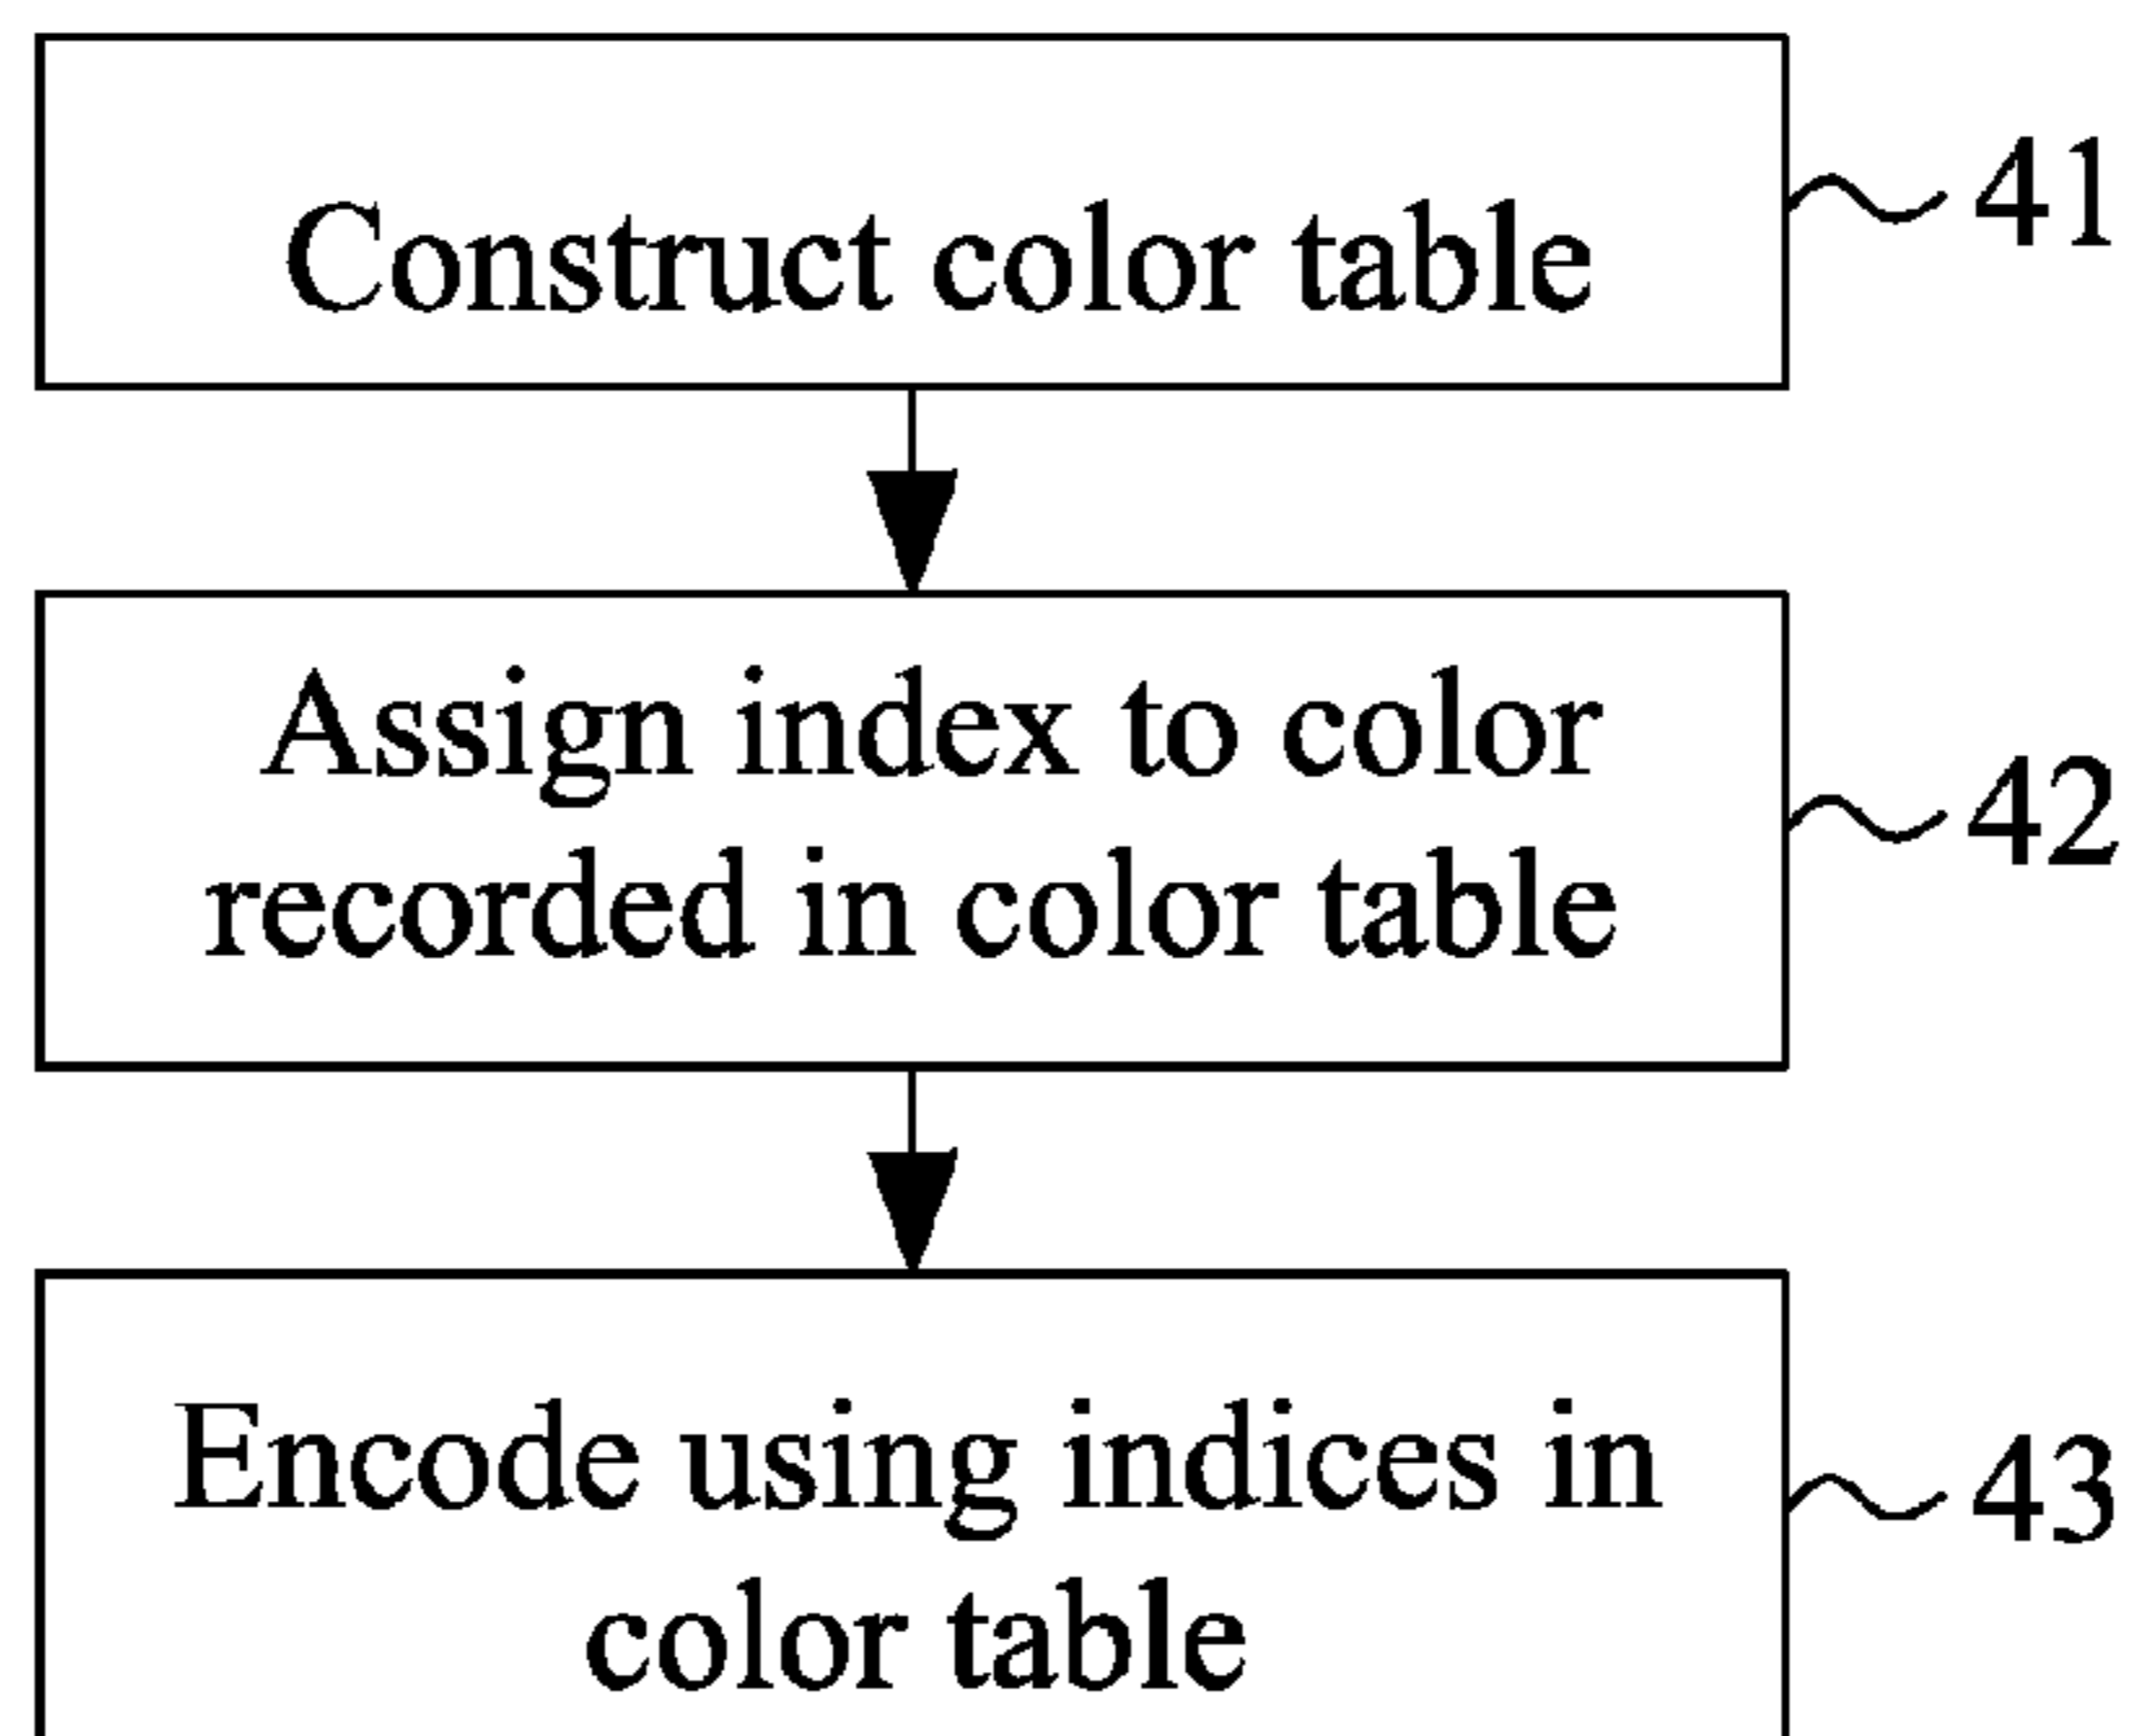 Construct color table
41
Assign index to color
recorded in color table
42
Encode using indices in
color table
43